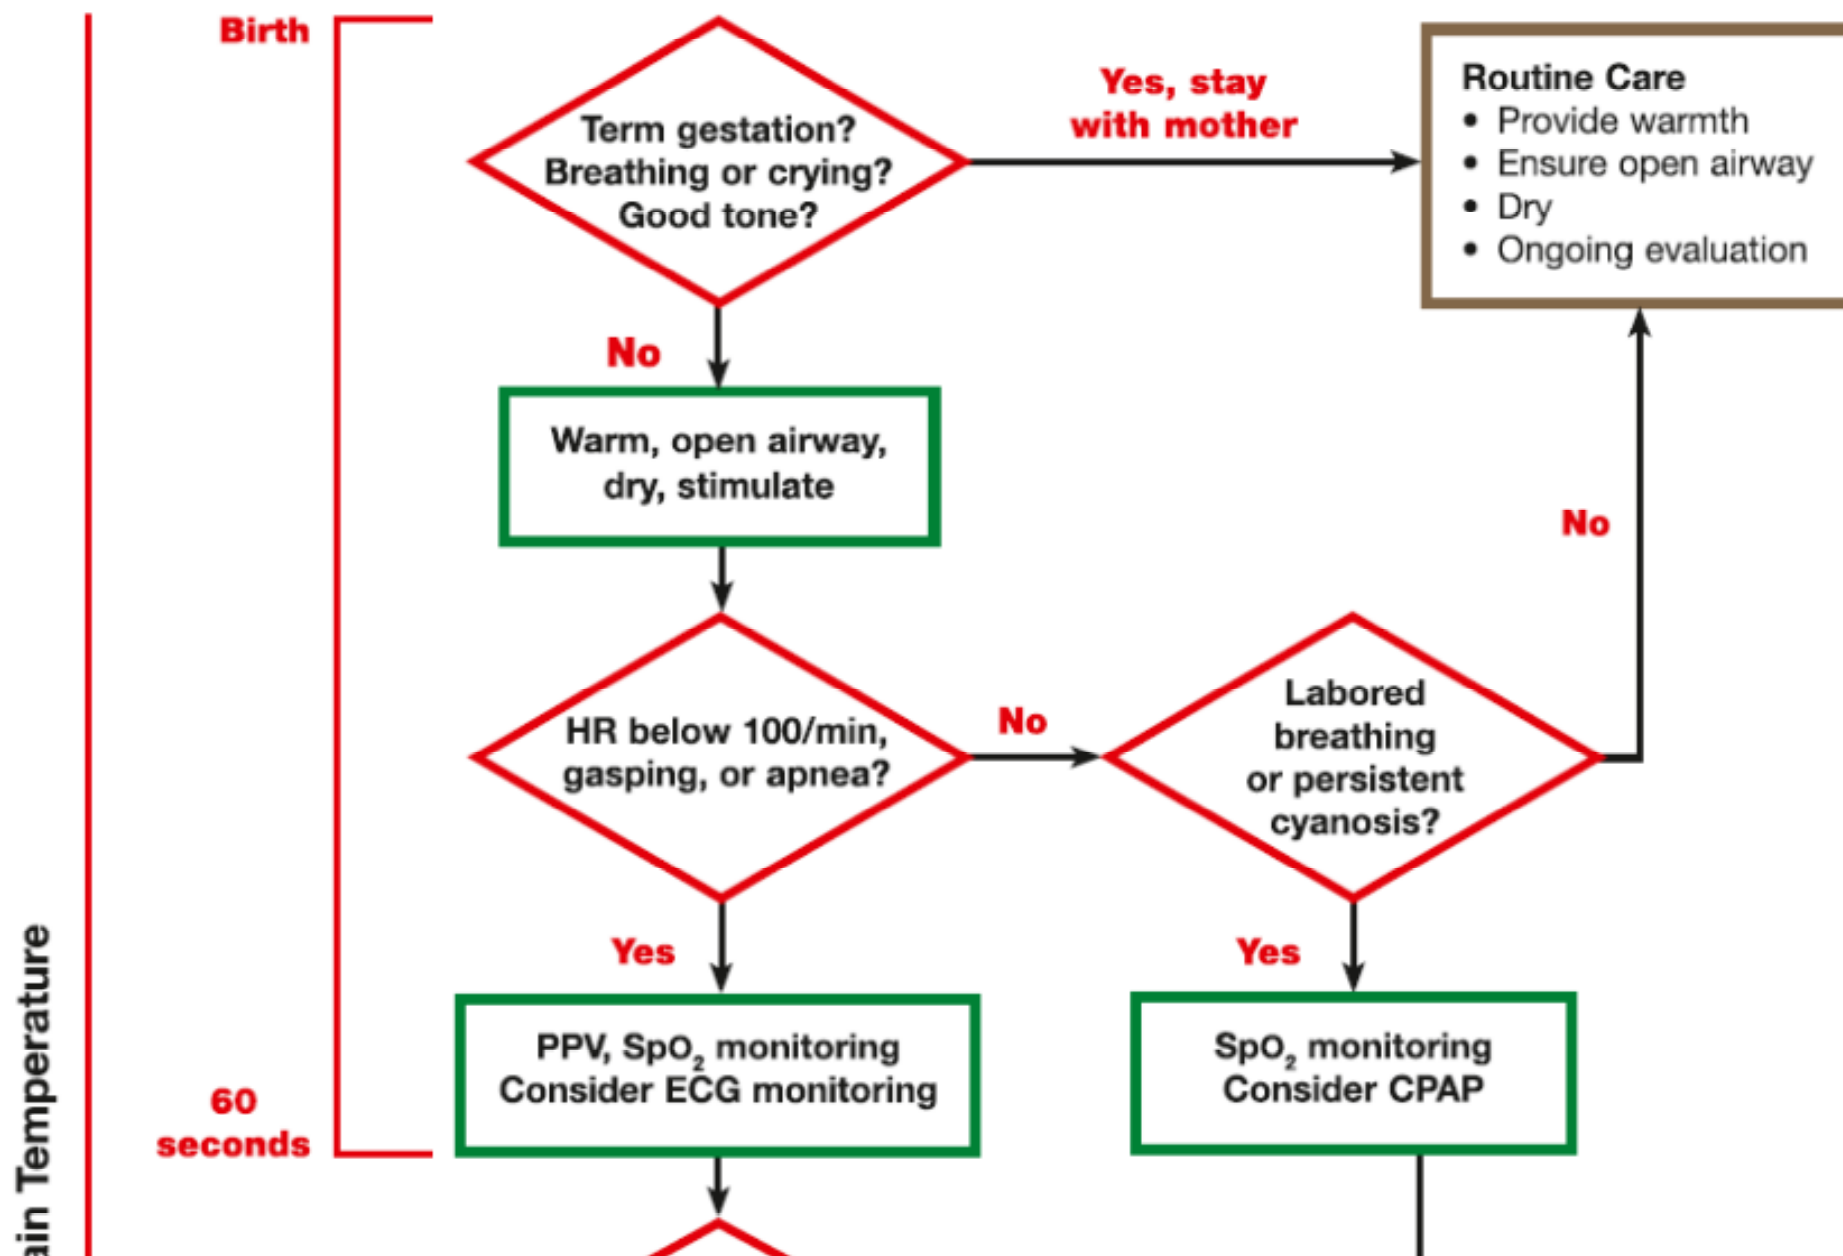 Birth
Term gestation?
Breathing or crying?
Good tone?
Yes, stay
with mother
Routine Care
• Provide warmth
• Ensure open airway
• Dry
• Ongoing evaluation
No
Warm, open airway,
dry, stimulate
HR below 100/min,
gasping, or apnea?
No
Labored
breathing
or persistent
cyanosis?
No
Yes
PPV, SpO₂ monitoring
Consider ECG monitoring
Yes
SpO₂ monitoring
Consider CPAP
60
seconds
ain Temperature